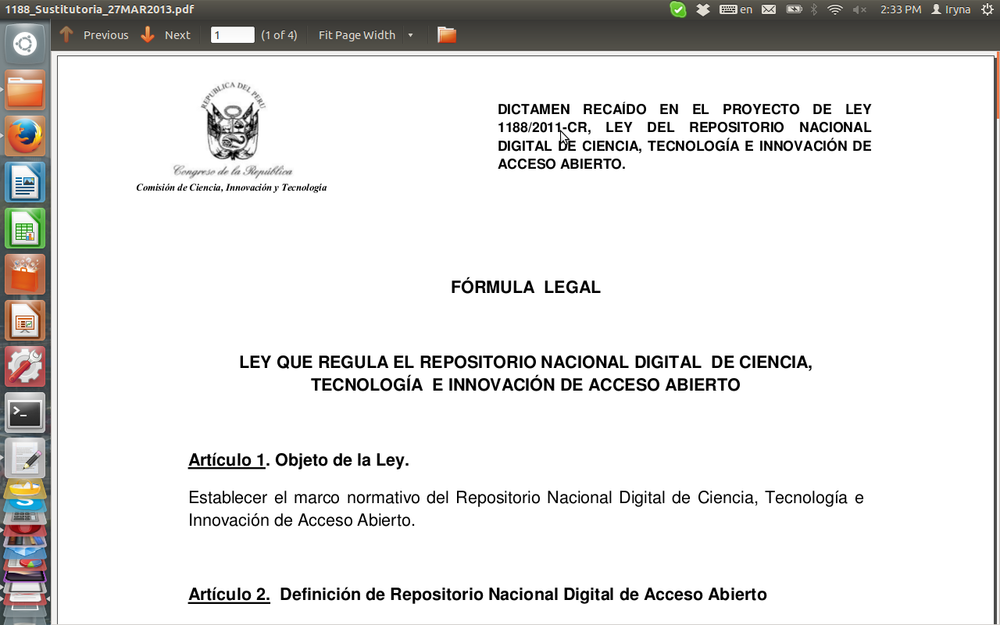 1188_Sustitutoria_27MAR2013.pdf
en
2:33 PM
Iryna
Previous
Next
1
(1 of 4)
Fit Page Width
REPUBLICA DEL PERU
Congreso de la República
Comisión de Ciencia, Innovación y Tecnología
DICTAMEN RECAÍDO EN EL PROYECTO DE LEY
1188/2011-CR, LEY DEL REPOSITORIO NACIONAL
DIGITAL DE CIENCIA, TECNOLOGÍA E INNOVACIÓN DE
ACCESO ABIERTO.
FÓRMULA LEGAL
LEY QUE REGULA EL REPOSITORIO NACIONAL DIGITAL DE CIENCIA,
TECNOLOGÍA E INNOVACIÓN DE ACCESO ABIERTO
Artículo 1. Objeto de la Ley.
Establecer el marco normativo del Repositorio Nacional Digital de Ciencia, Tecnología e
Innovación de Acceso Abierto.
Artículo 2. Definición de Repositorio Nacional Digital de Acceso Abierto